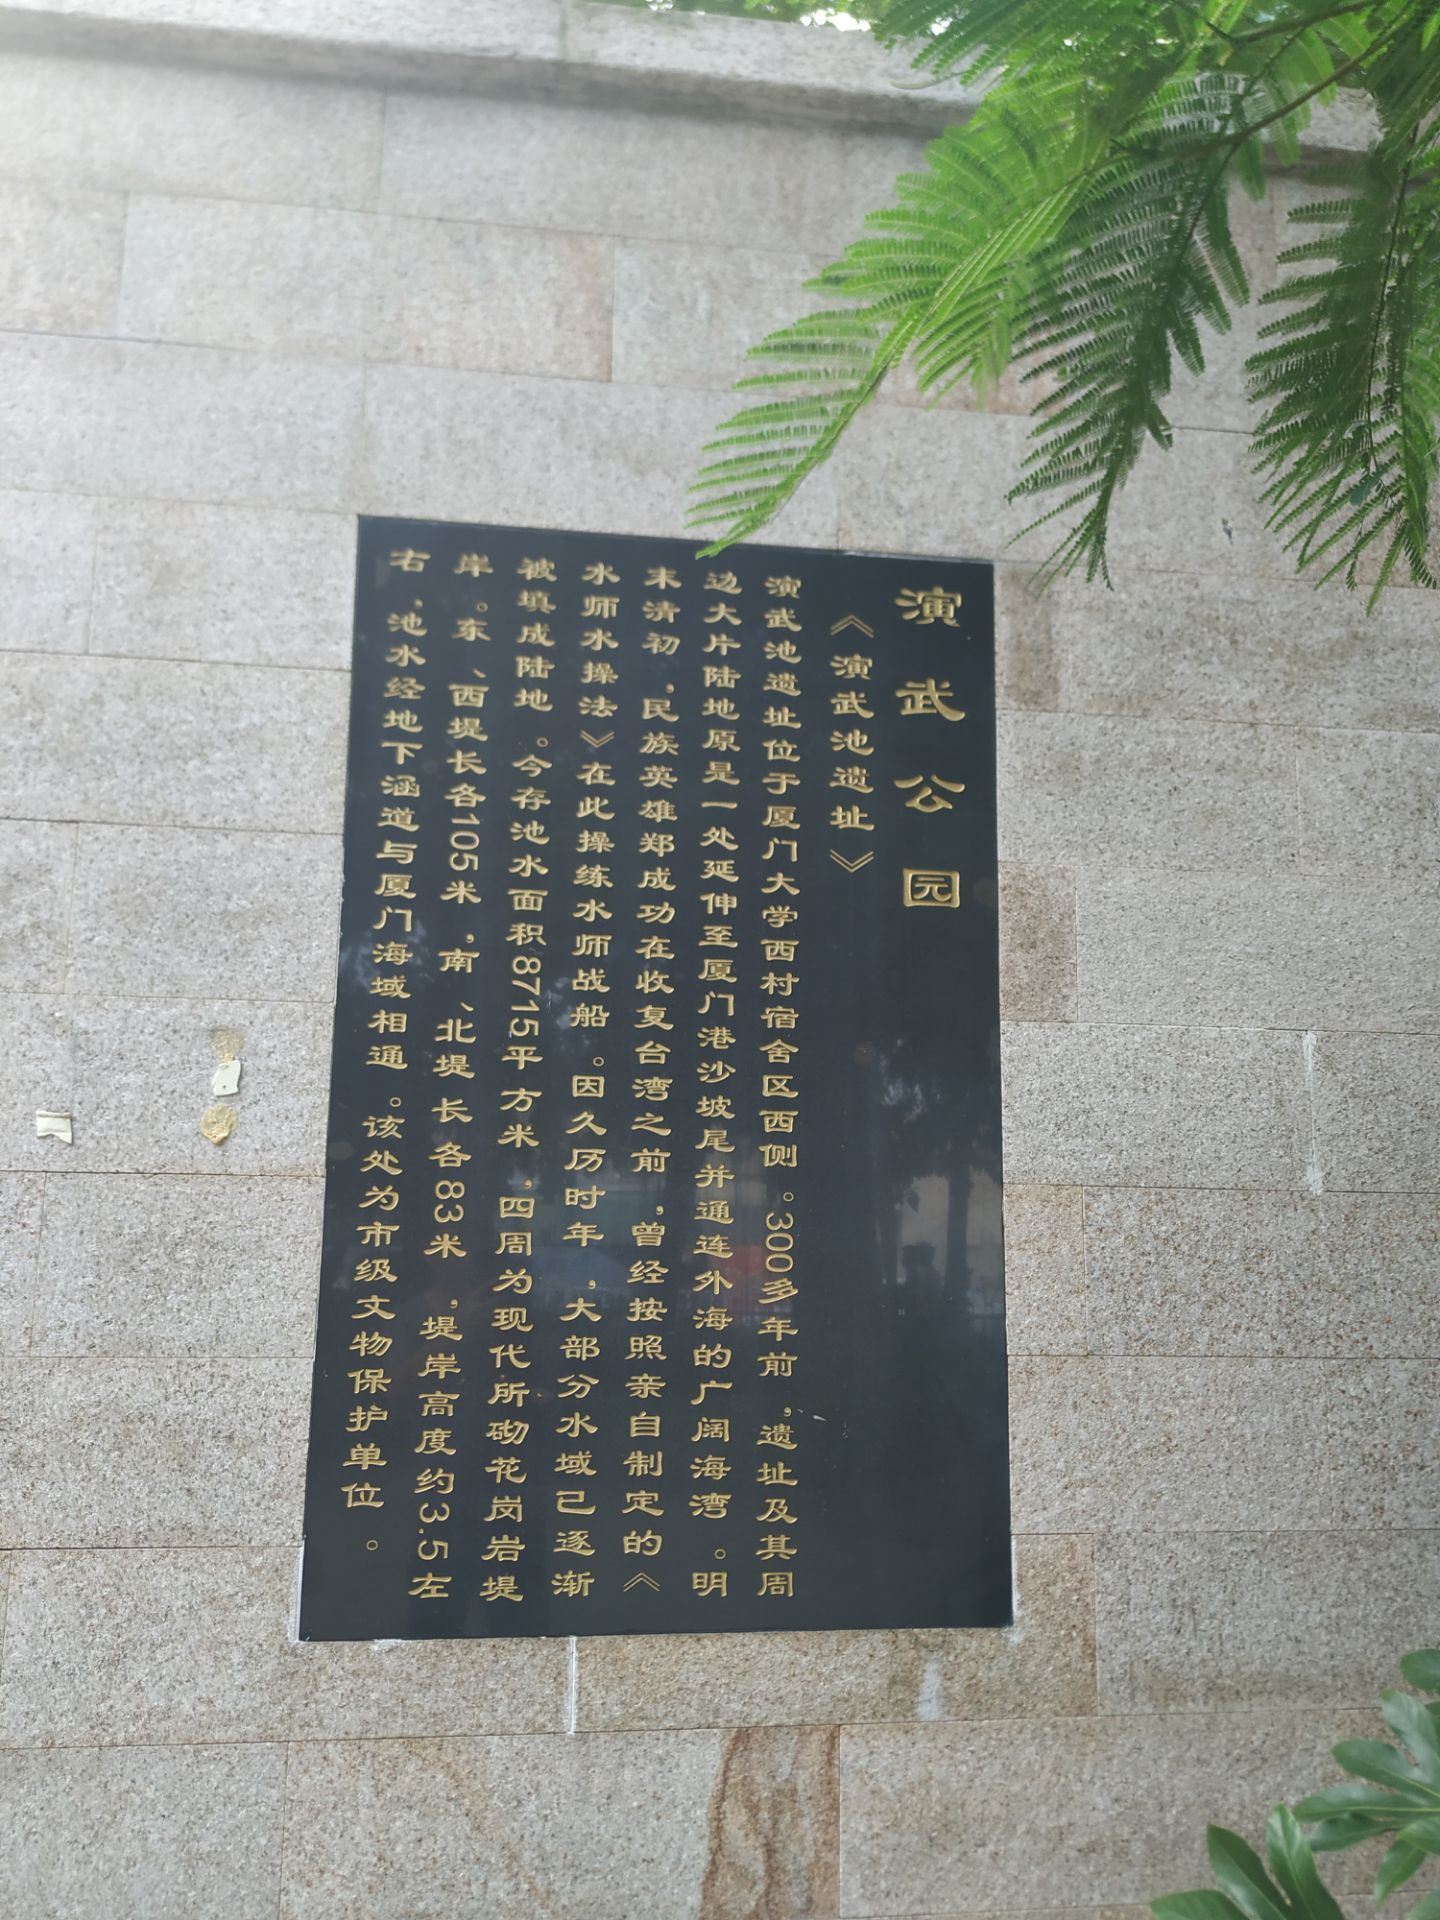 演武公园
《演武池遗址》
演武池遗址位于厦门大学西村宿舍区西侧。300多年前，遗址及其周
边大片陆地原是一处延伸至厦门港沙坡尾并通连外海的广阔海湾。明
末清初，民族英雄郑成功在收复台湾之前，曾经按照亲自制定的《
水师水操法》在此操练水师战船。因久历时年，大部分水域已逐渐
被填成陆地。今存池水面积8715平方米，四周为现代所砌花岗岩堤
岸。东、西堤长各105米，南、北堤长各83米，堤岸高度约3.5左
右，池水经地下涵道与厦门海域相通。该处为市级文物保护单位。